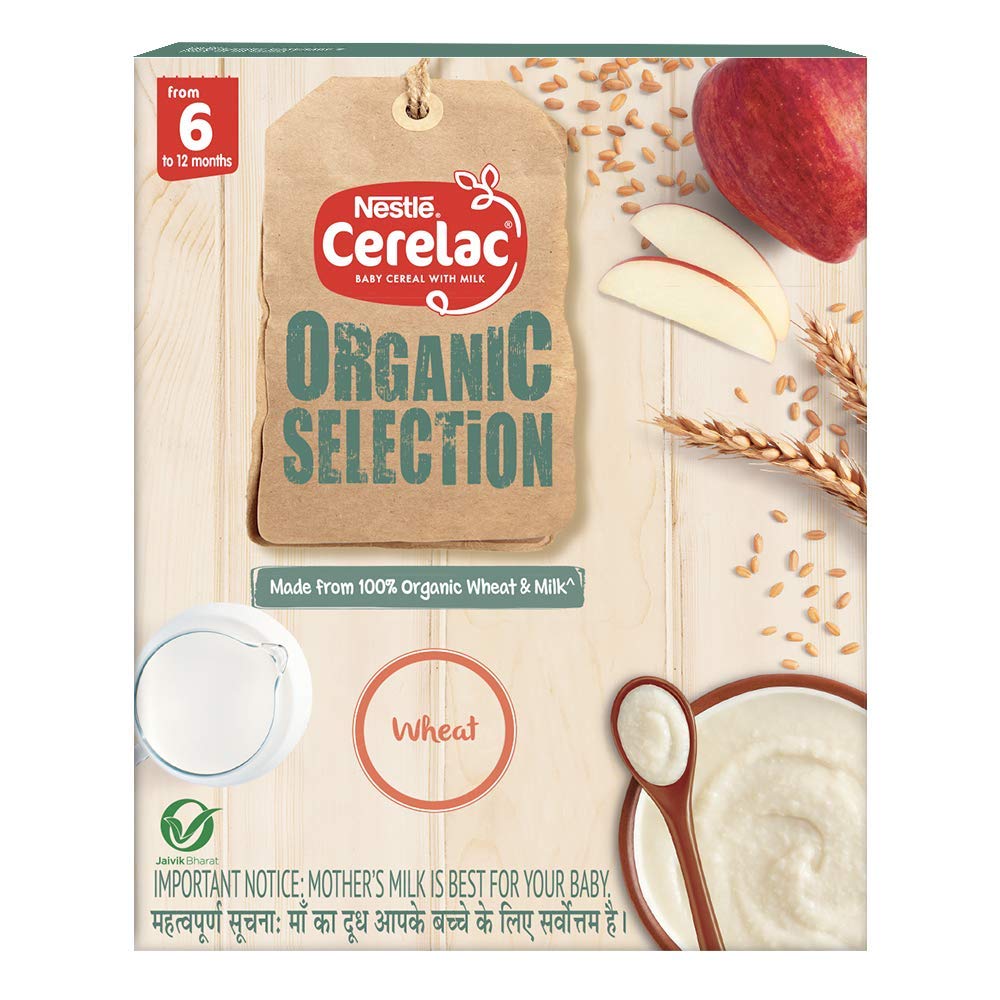 from
6
to 12 months
Nestlé®
Cerelac®
BABY CEREAL WITH MILK
ORGANIC
SELECTION
Made from 100% Organic Wheat & Milk^
Wheat
Jaivik Bharat
IMPORTANT NOTICE: MOTHER'S MILK IS BEST FOR YOUR BABY.
महत्वपूर्ण सूचना: माँ का दूध आपके बच्चे के लिए सर्वोत्तम है।